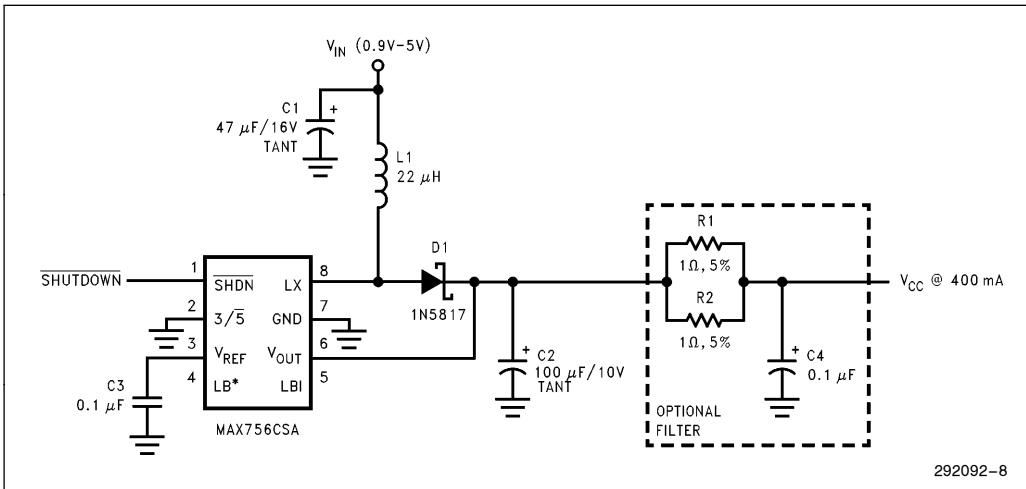 V_IN (0.9V–5V)
C1
+
47 μF/16V
TANT
L1
22 μH
D1
1N5817
R1
1Ω, 5%
R2
1Ω, 5%
V_CC @ 400 mA
S̅H̅U̅T̅D̅O̅W̅N̅
1
S̅H̅D̅N̅
LX
8
2
3/5̅
GND
7
3
V_REF
V_OUT
6
4
LB*
LBI
5
C3
0.1 μF
MAX756CSA
+
C2
100 μF/10V
TANT
+
C4
0.1 μF
OPTIONAL
FILTER
292092–8